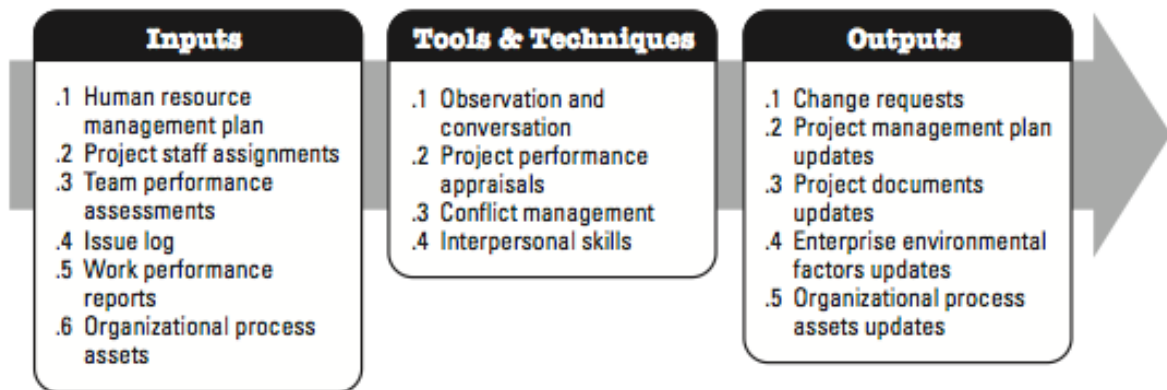 Inputs
.1 Human resource
management plan
.2 Project staff assignments
.3 Team performance
assessments
.4 Issue log
.5 Work performance
reports
.6 Organizational process
assets
Tools & Techniques
.1 Observation and
conversation
.2 Project performance
appraisals
.3 Conflict management
.4 Interpersonal skills
Outputs
.1 Change requests
.2 Project management plan
updates
.3 Project documents
updates
.4 Enterprise environmental
factors updates
.5 Organizational process
assets updates